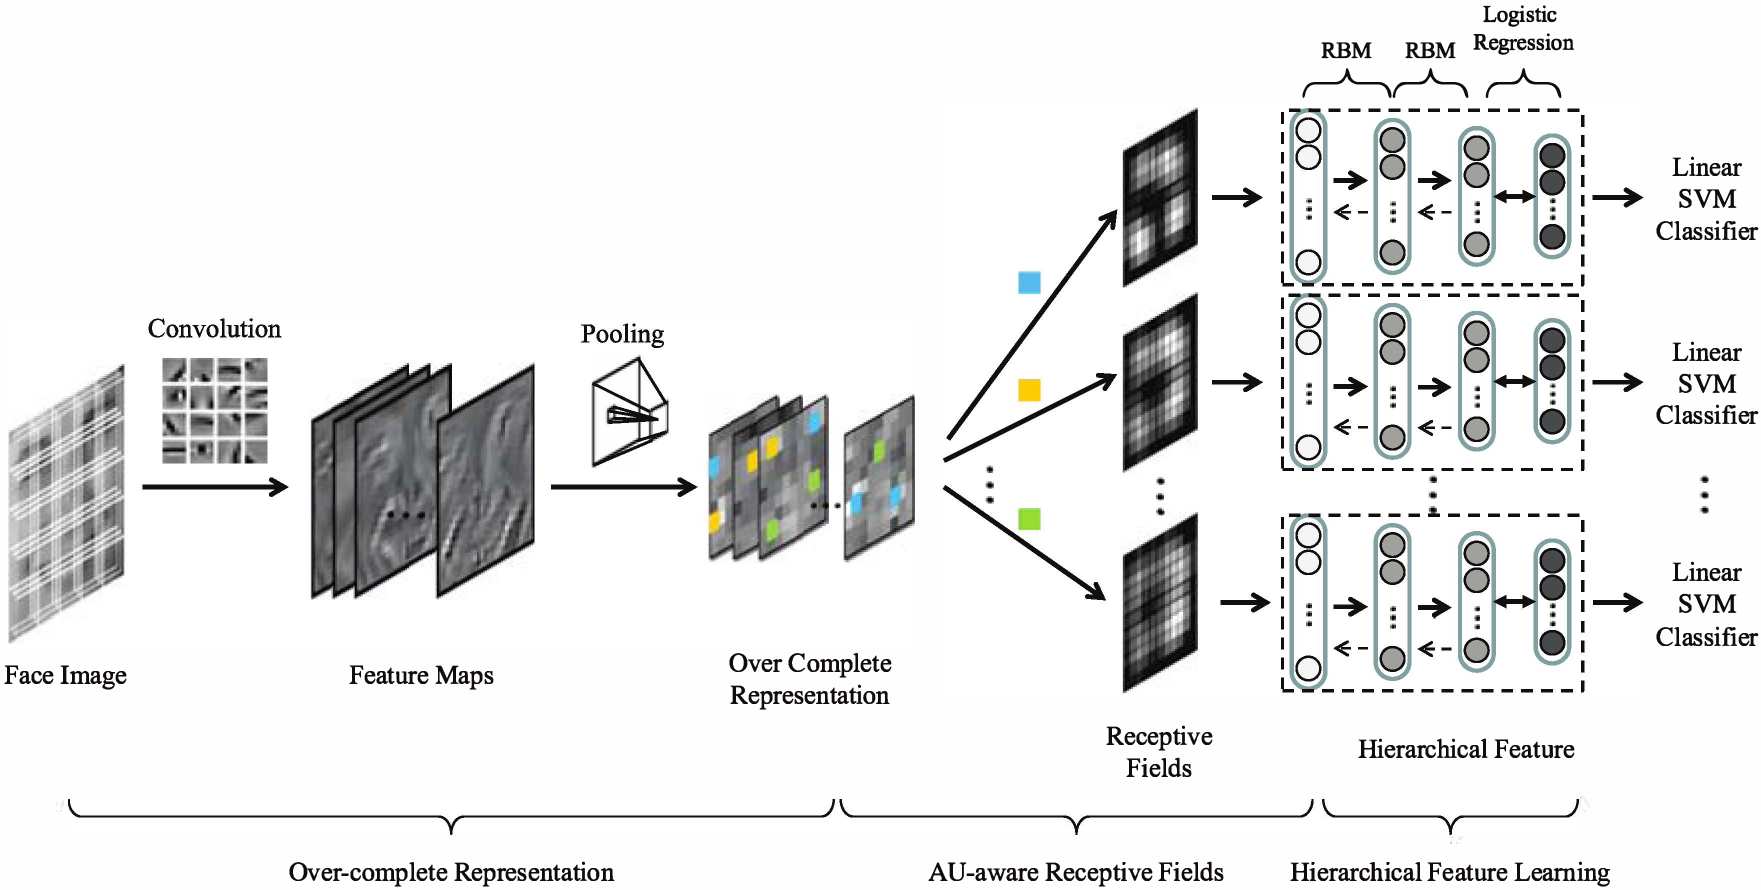 Logistic
Regression
RBM
RBM
Linear
SVM
Classifier
Convolution
Pooling
Linear
SVM
Classifier
Linear
SVM
Classifier
Face Image
Feature Maps
Over Complete
Representation
Receptive
Fields
Hierarchical Feature
Over-complete Representation
AU-aware Receptive Fields
Hierarchical Feature Learning